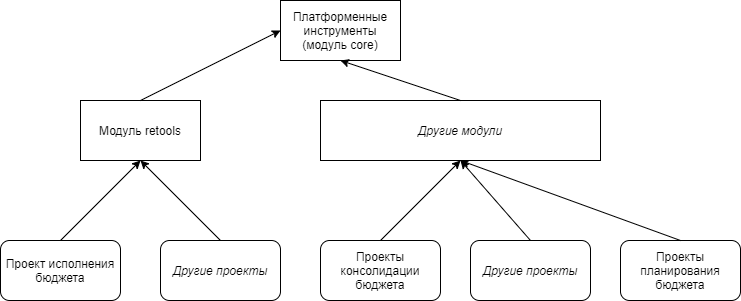 Платформенные
инструменты
(модуль core)
Модуль retools
Другие модули
Проект исполнения
бюджета
Другие проекты
Проекты
консолидации
бюджета
Другие проекты
Проекты
планирования
бюджета